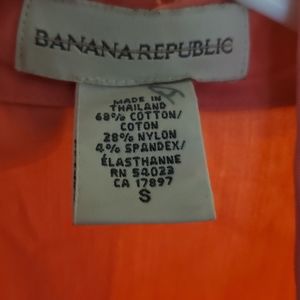 BANANA REPUBLIC
MADE IN
THAILAND
68% COTTON/
COTON
28% NYLON
4% SPANDEX/
ÉLASTHANNE
RN 54023
CA 17897
S